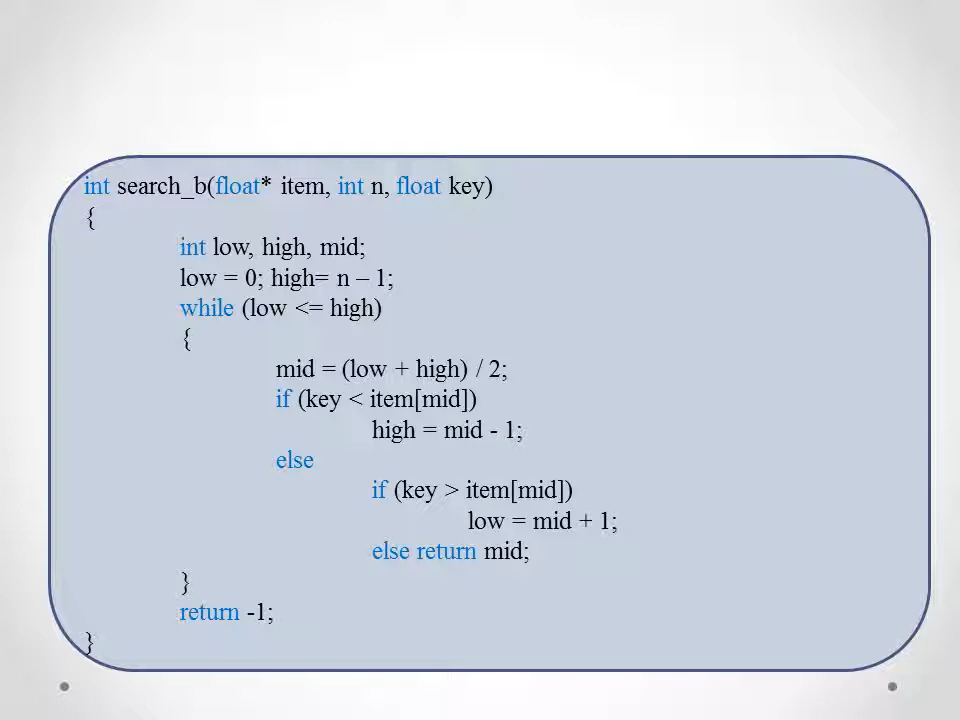 int search_b(float* item, int n, float key)
{
int low, high, mid;
low = 0; high= n – 1;
while (low <= high)
{
mid = (low + high) / 2;
if (key < item[mid])
high = mid - 1;
else
if (key > item[mid])
low = mid + 1;
else return mid;
}
return -1;
}